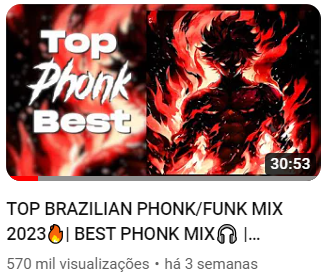 Top
Phonk
Best
30:53
TOP BRAZILIAN PHONK/FUNK MIX
2023🔥| BEST PHONK MIX🎧 |...
570 mil visualizações • há 3 semanas